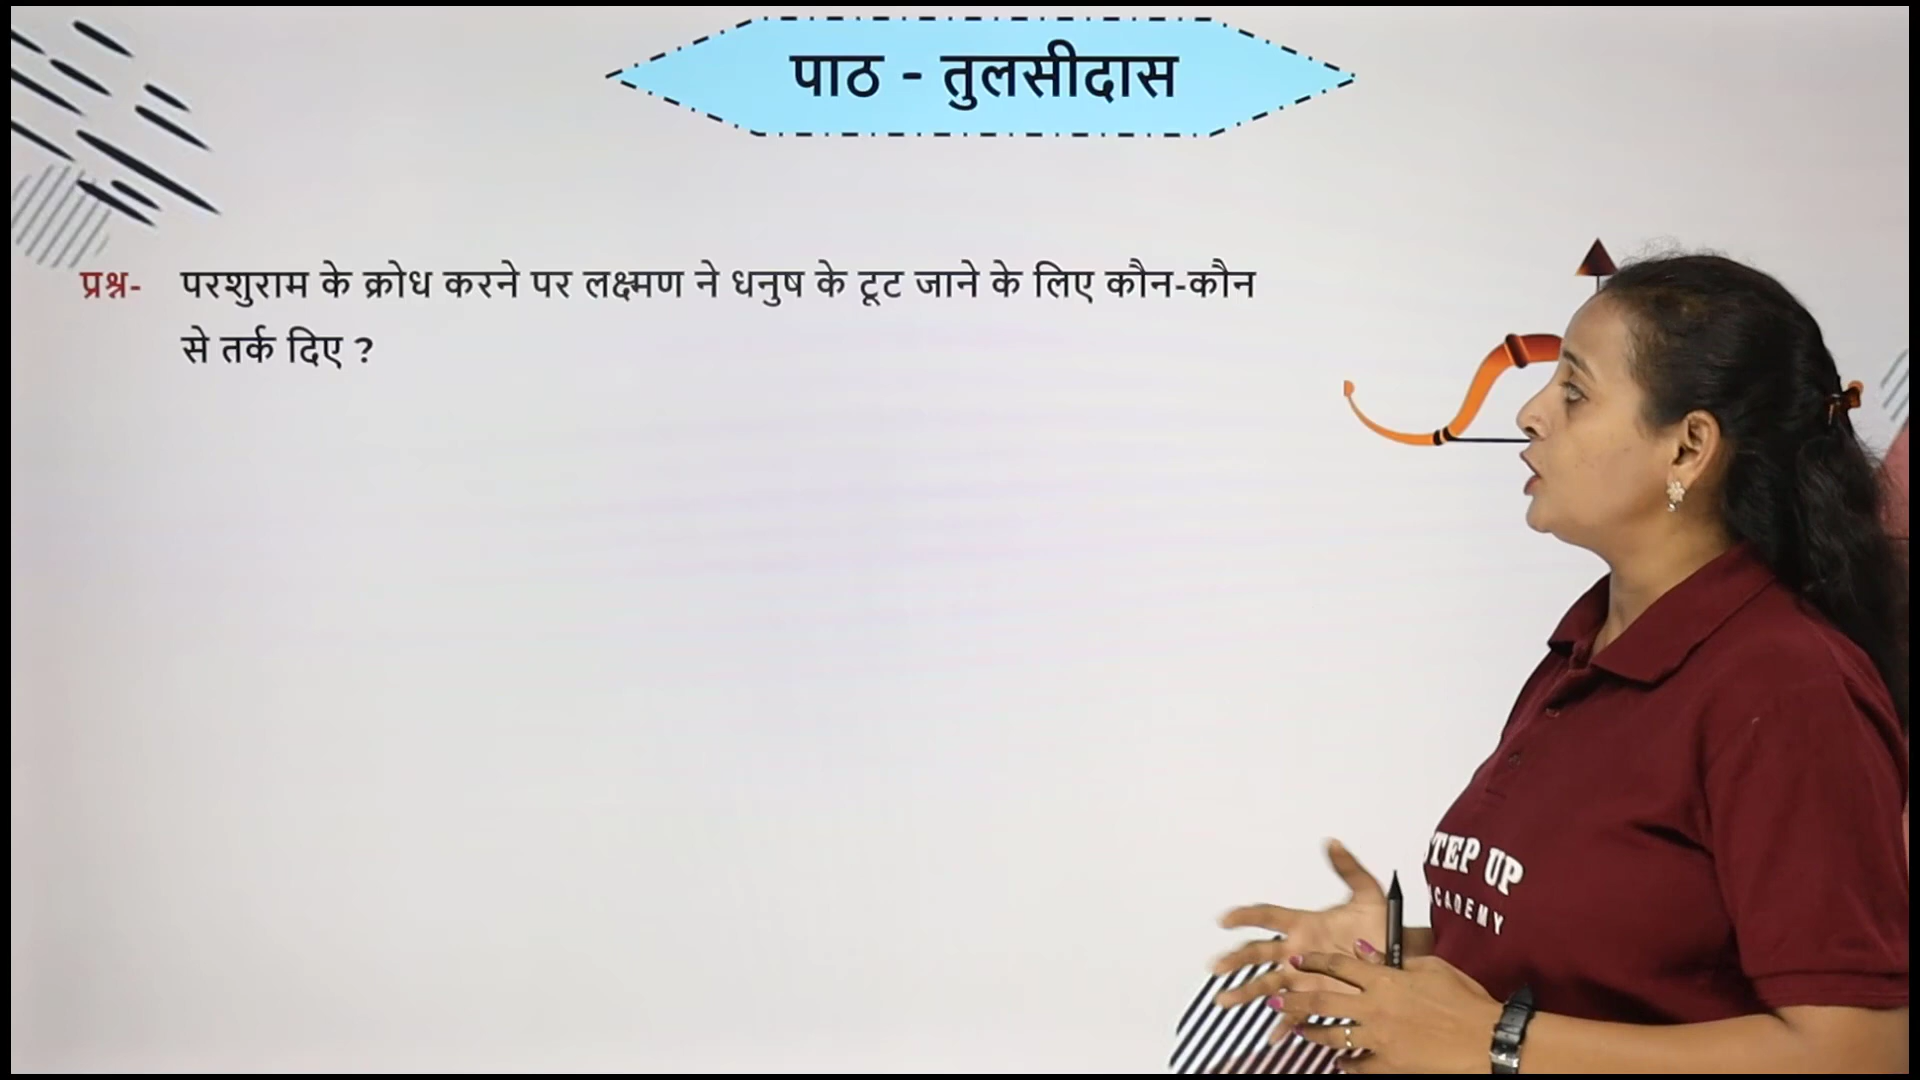 पाठ - तुलसीदास
प्रश्न- परशुराम के क्रोध करने पर लक्ष्मण ने धनुष के टूट जाने के लिए कौन-कौन
से तर्क दिए ?
STEP UP
ACADEMY